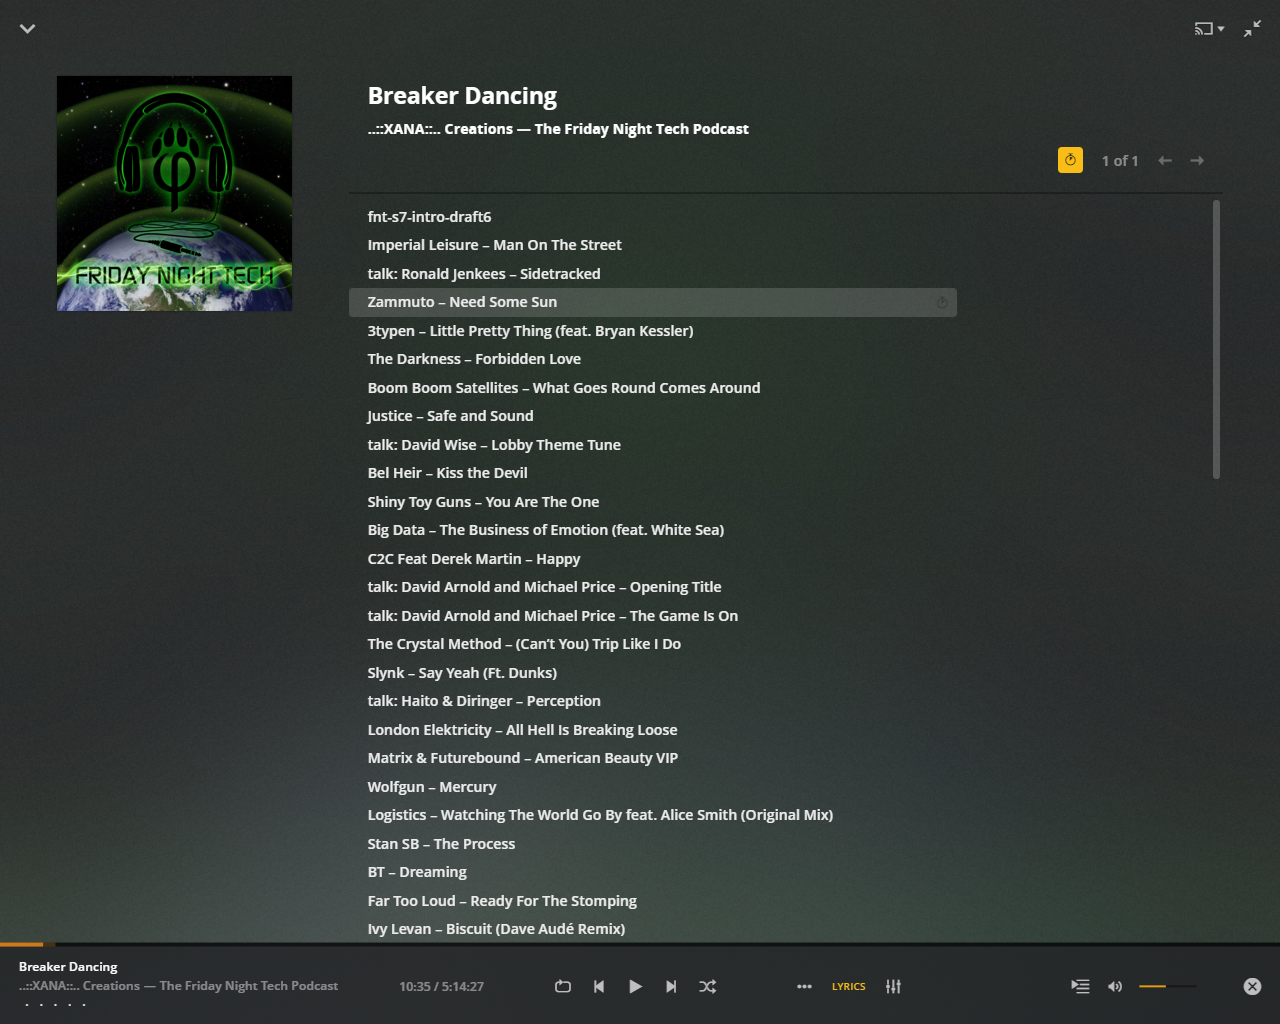 Breaker Dancing
..::XANA::.. Creations — The Friday Night Tech Podcast
1 of 1
FRIDAY NIGHT TECH
fnt-s7-intro-draft6
Imperial Leisure – Man On The Street
talk: Ronald Jenkees – Sidetracked
Zammuto – Need Some Sun
3typen – Little Pretty Thing (feat. Bryan Kessler)
The Darkness – Forbidden Love
Boom Boom Satellites – What Goes Round Comes Around
Justice – Safe and Sound
talk: David Wise – Lobby Theme Tune
Bel Heir – Kiss the Devil
Shiny Toy Guns – You Are The One
Big Data – The Business of Emotion (feat. White Sea)
C2C Feat Derek Martin – Happy
talk: David Arnold and Michael Price – Opening Title
talk: David Arnold and Michael Price – The Game Is On
The Crystal Method – (Can’t You) Trip Like I Do
Slynk – Say Yeah (Ft. Dunks)
talk: Haito & Diringer – Perception
London Elektricity – All Hell Is Breaking Loose
Matrix & Futurebound – American Beauty VIP
Wolfgun – Mercury
Logistics – Watching The World Go By feat. Alice Smith (Original Mix)
Stan SB – The Process
BT – Dreaming
Far Too Loud – Ready For The Stomping
Ivy Levan – Biscuit (Dave Audé Remix)
Breaker Dancing
..::XANA::.. Creations — The Friday Night Tech Podcast
10:35 / 5:14:27
LYRICS